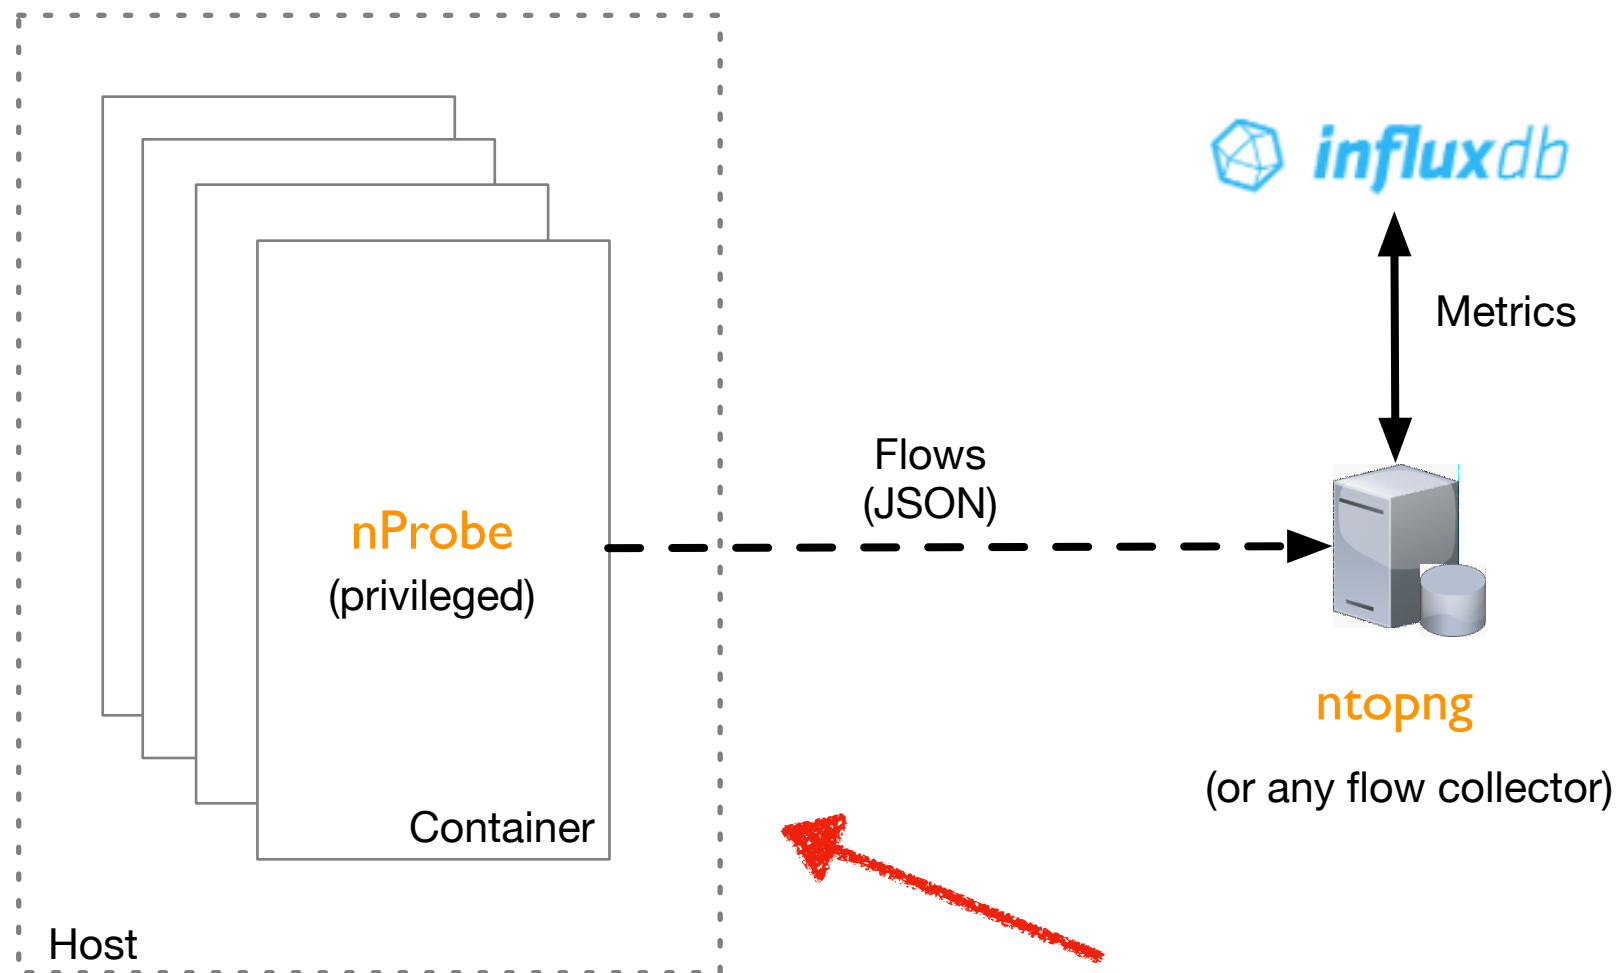 influxdb
Metrics
Flows
(JSON)
nProbe
(privileged)
ntopng
(or any flow collector)
Container
Host